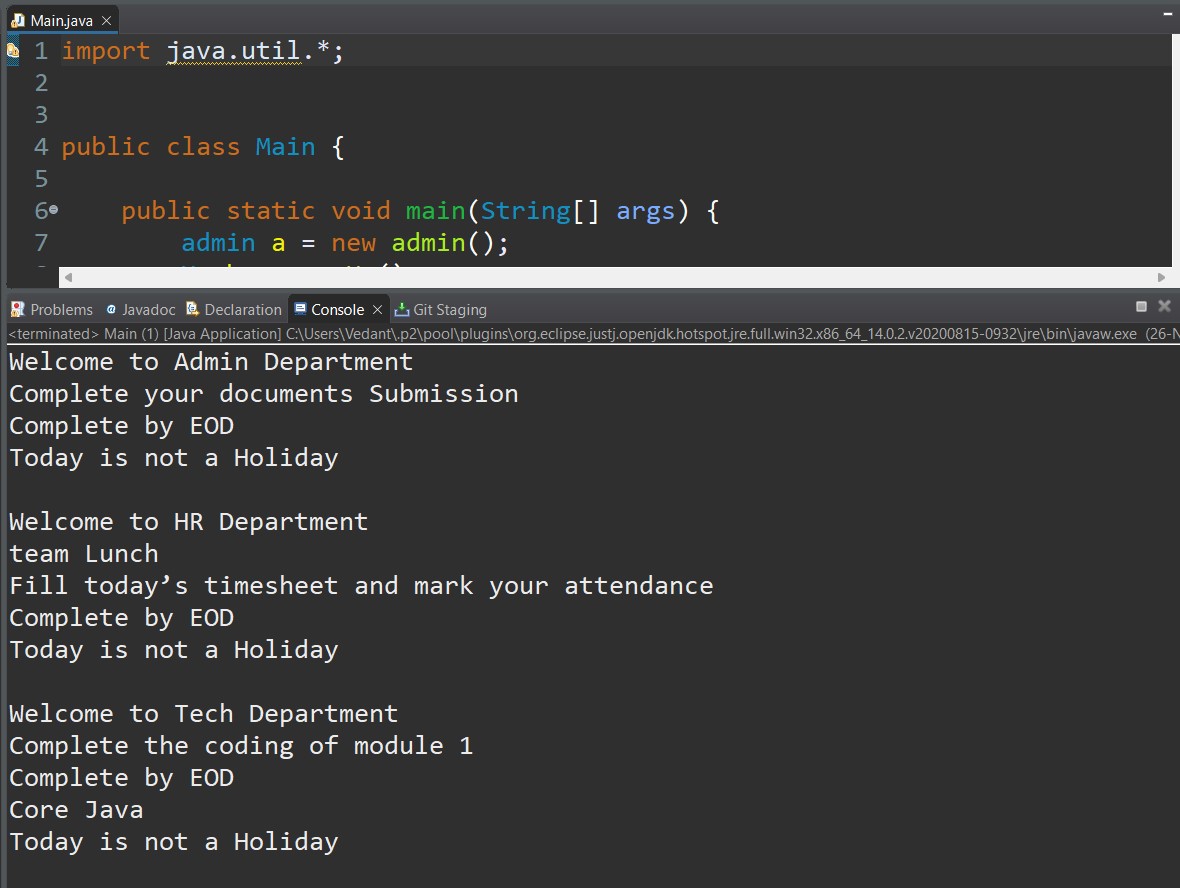 Main.java
1 import java.util.*;
2
3
4 public class Main {
5
6 public static void main(String[] args) {
7 admin a = new admin();
Problems Javadoc Declaration Console Git Staging
<terminated> Main (1) [Java Application] C:\Users\Vedant\.p2\pool\plugins\org.eclipse.justj.openjdk.hotspot.jre.full.win32.x86_64_14.0.2.v20200815-0932\jre\bin\javaw.exe (26-N
Welcome to Admin Department
Complete your documents Submission
Complete by EOD
Today is not a Holiday
Welcome to HR Department
team Lunch
Fill today’s timesheet and mark your attendance
Complete by EOD
Today is not a Holiday
Welcome to Tech Department
Complete the coding of module 1
Complete by EOD
Core Java
Today is not a Holiday